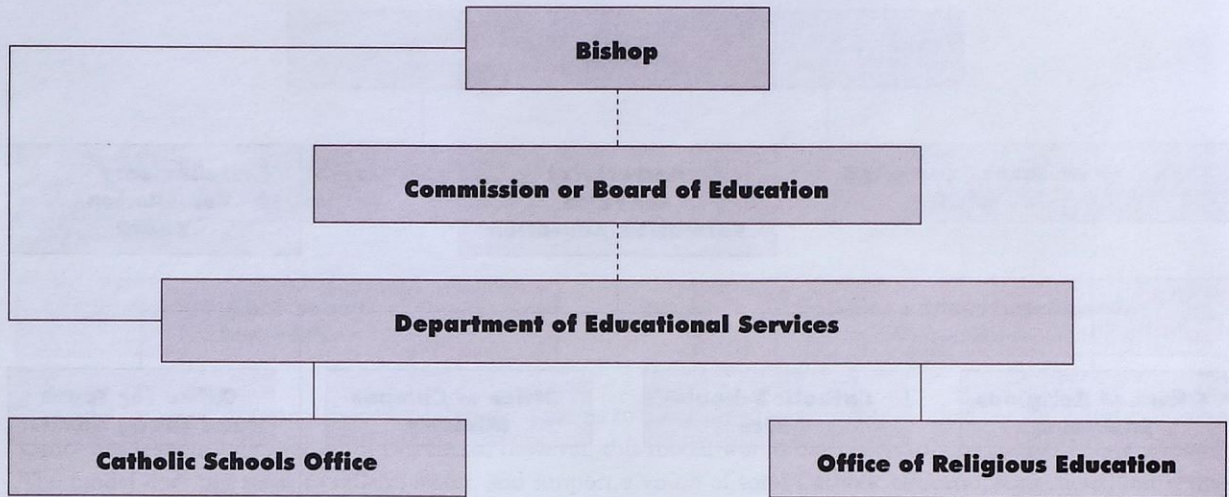 Bishop
Commission or Board of Education
Department of Educational Services
Catholic Schools Office
Office of Religious Education